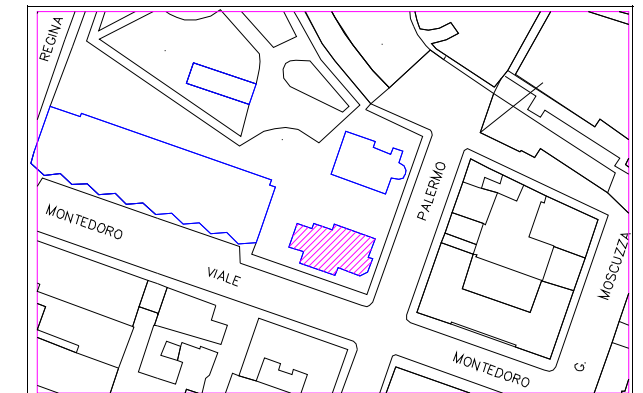 REGINA
PALERMO
MONTEDORO
MOSCUZZA
VIALE
MONTEDORO
G.